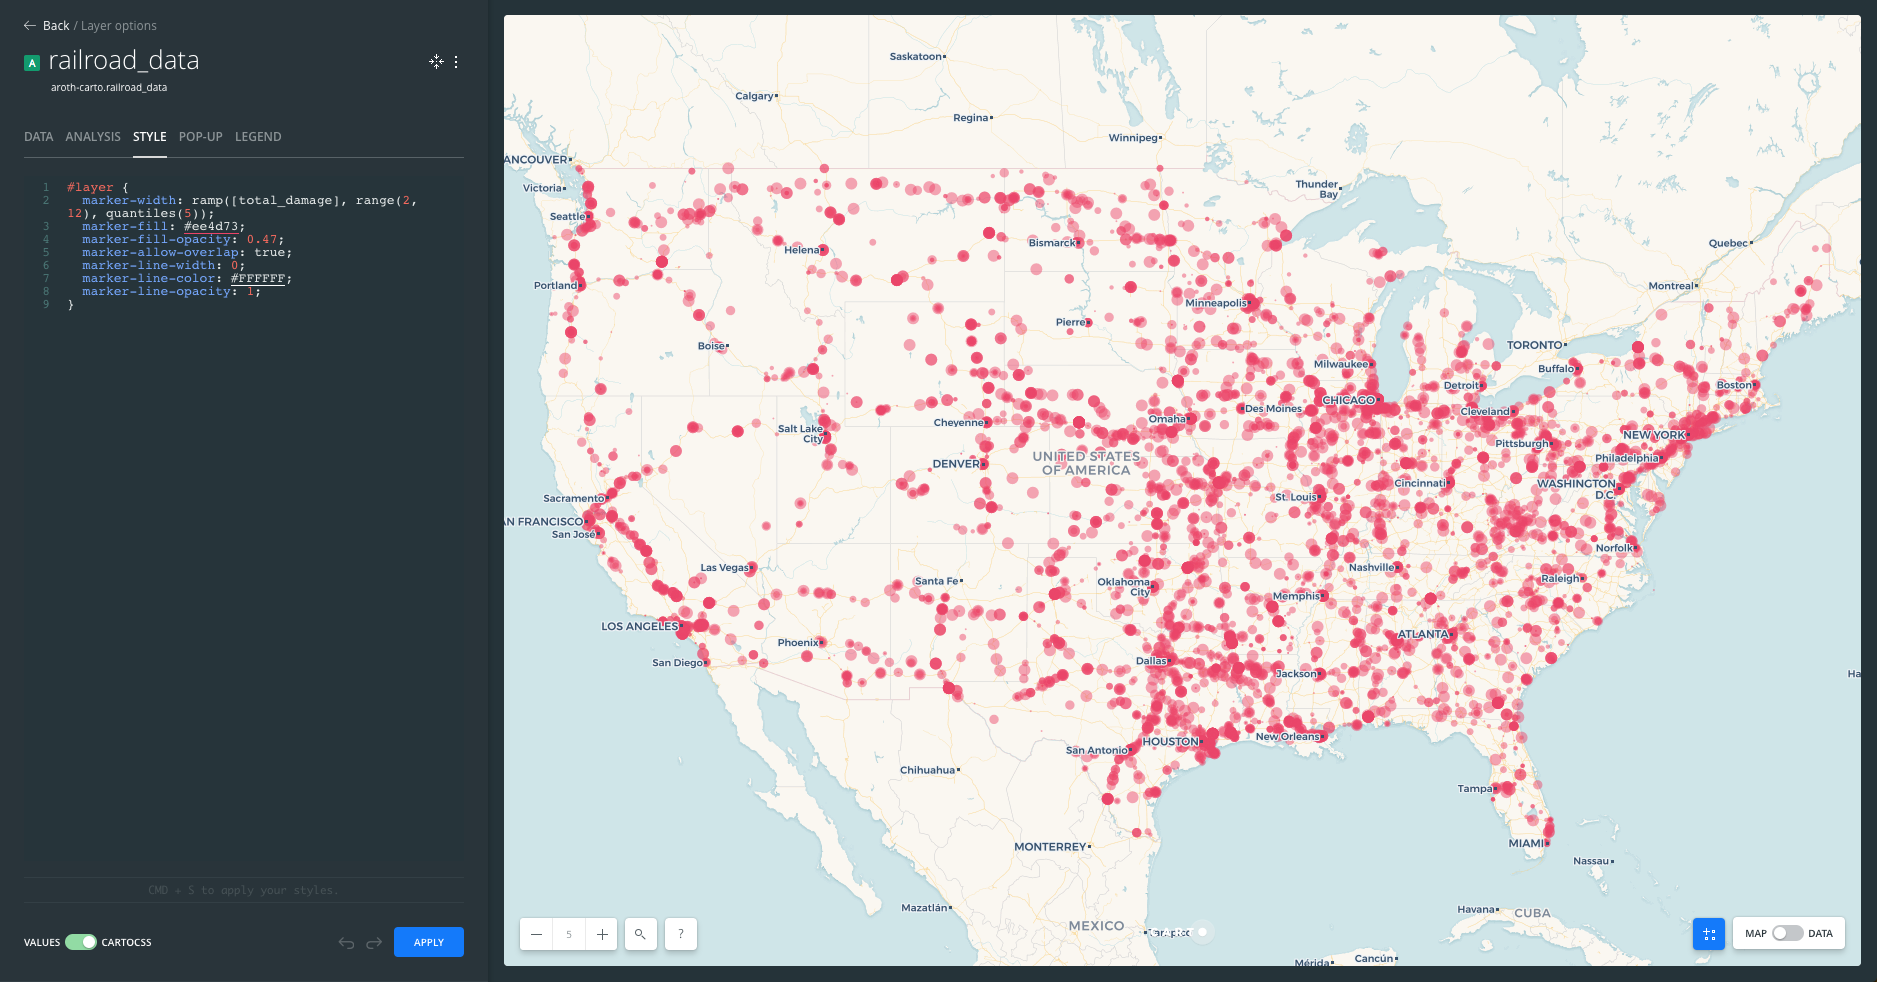 ← Back / Layer options
A railroad_data
aroth-carto.railroad_data
DATA ANALYSIS STYLE POP-UP LEGEND
1 #layer {
2 marker-width: ramp([total_damage], range(2,
12), quantiles(5));
3 marker-fill: #ee4d73;
4 marker-fill-opacity: 0.47;
5 marker-allow-overlap: true;
6 marker-line-width: 0;
7 marker-line-color: #FFFFFF;
8 marker-line-opacity: 1;
9 }
CMD + S to apply your styles.
VALUES CARTOCSS
APPLY
Saskatoon
Calgary
Regina
Winnipeg
ANCOUVER
Victoria
Thunder
Bay
Seattle
Helena
Bismarck
Quebec
Portland
Montreal
Minneapolis
Pierre
Boise
TORONTO
Milwaukee
Buffalo
Detroit
Boston
CHICAGO
Des Moines
Cleveland
Omaha
Cheyenne
Salt Lake
City
NEW YORK
Pittsburgh
UNITED STATES
OF AMERICA
DENVER
Philadelphia
Cincinnati
WASHINGTON
D.C.
Sacramento
St. Louis
AN FRANCISCO
San José
Norfolk
Las Vegas
Nashville
Santa Fe
Oklahoma
City
Raleigh
Memphis
LOS ANGELES
Phoenix
ATLANTA
San Diego
Dallas
Jackson
Ha
New Orleans
HOUSTON
San Antonio
Chihuahua
Tampa
MONTERREY
MIAMI
Nassau
Mazatlán
Havana
CUBA
MEXICO
Mérida
Cancún
− 5 +
?
MAP DATA